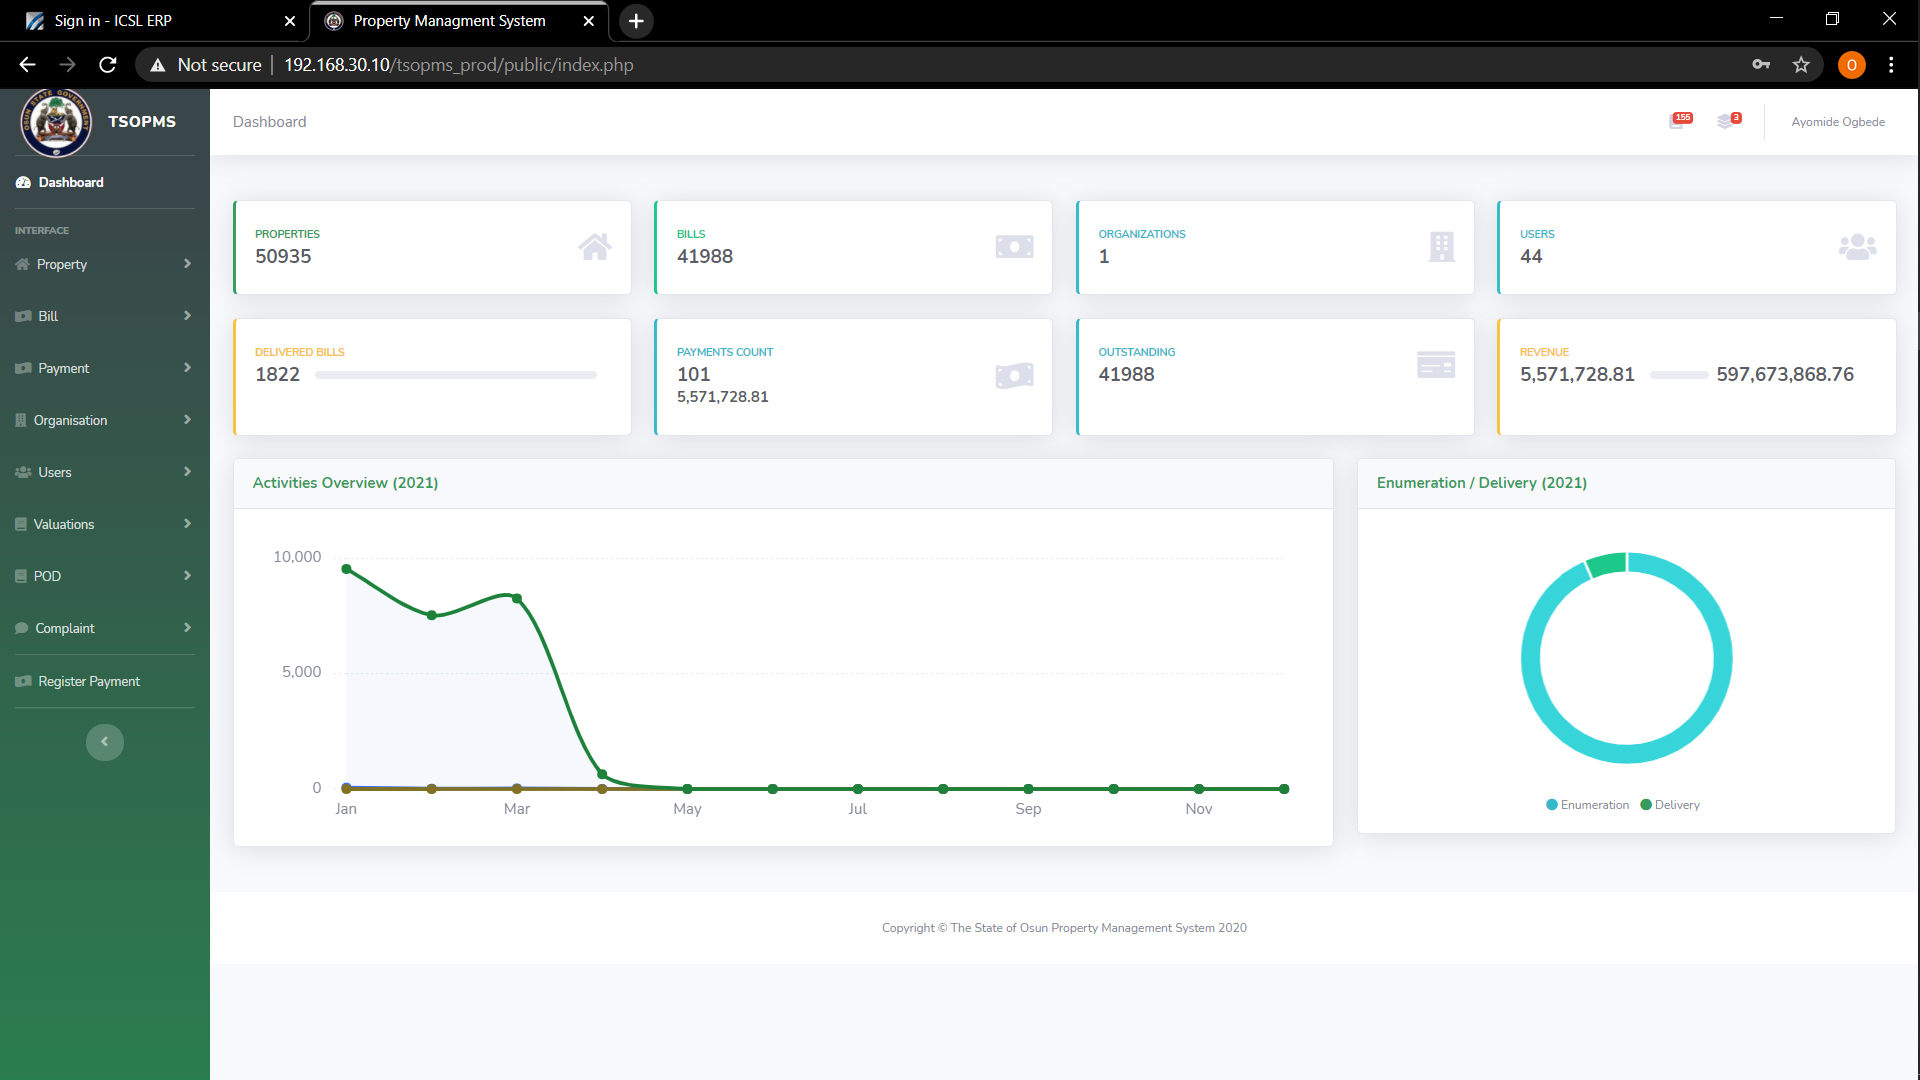 Sign in - ICSL ERP
Property Managment System
Not secure | 192.168.30.10/tsopms_prod/public/index.php
O
TSOPMS
Dashboard
155
3
Ayomide Ogbede
Dashboard
INTERFACE
Property
Bill
Payment
Organisation
Users
Valuations
POD
Complaint
Register Payment
PROPERTIES
50935
BILLS
41988
ORGANIZATIONS
1
USERS
44
DELIVERED BILLS
1822
PAYMENTS COUNT
101
5,571,728.81
OUTSTANDING
41988
REVENUE
5,571,728.81 597,673,868.76
Activities Overview (2021)
10,000
5,000
0
Jan Mar May Jul Sep Nov
Enumeration / Delivery (2021)
Enumeration Delivery
Copyright © The State of Osun Property Management System 2020